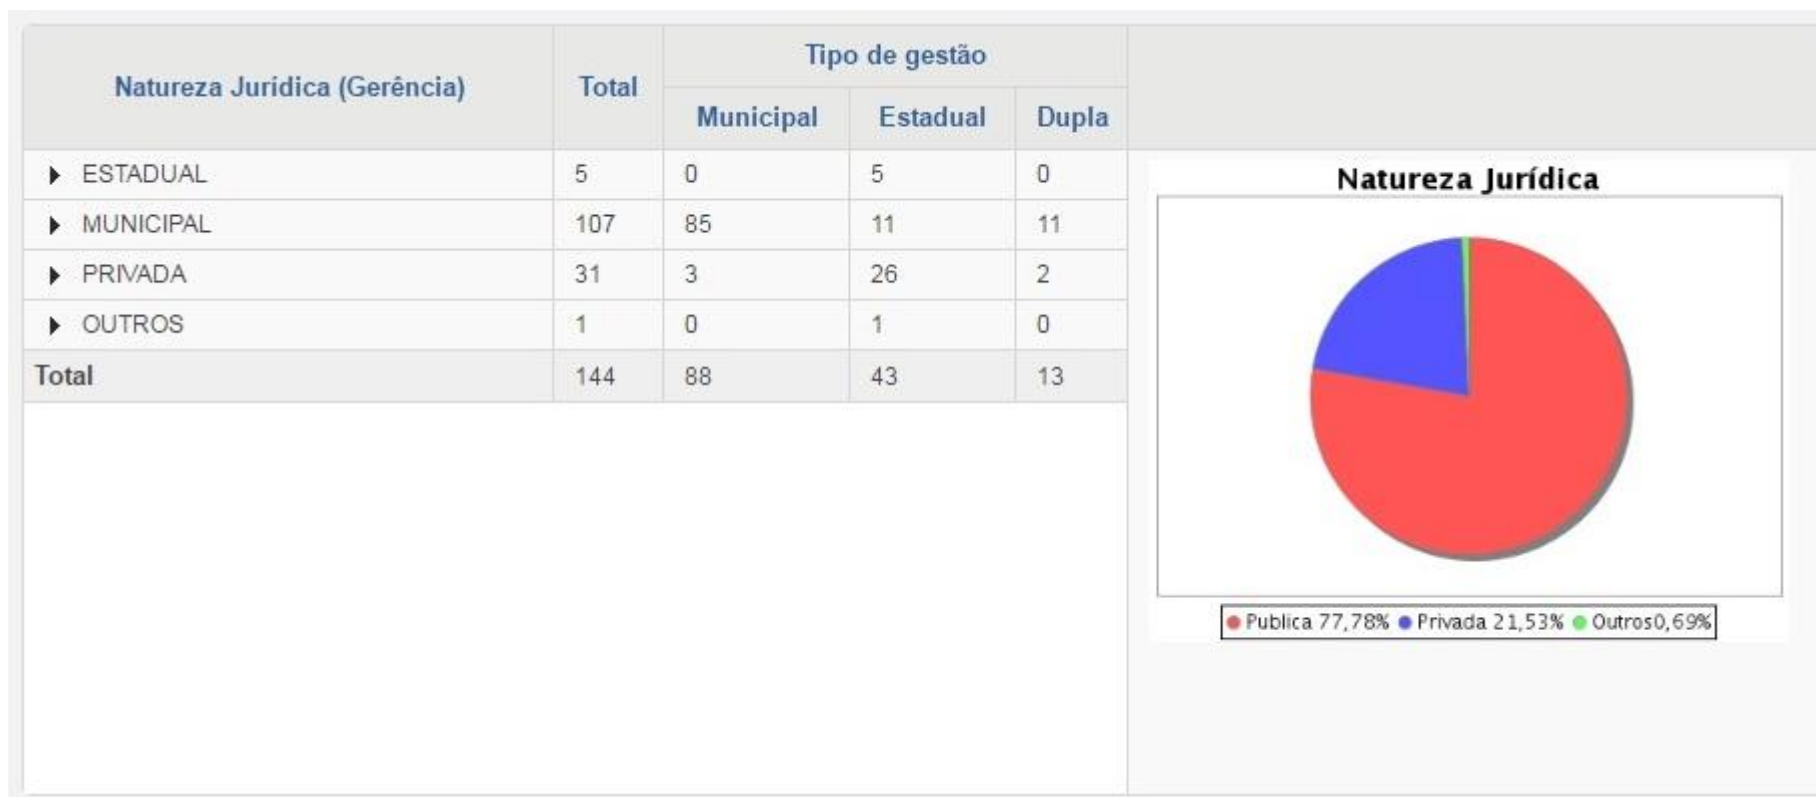 Natureza Jurídica (Gerência) Total Tipo de gestão
Municipal Estadual Dupla
ESTADUAL 5 0 5 0
MUNICIPAL 107 85 11 11
PRIVADA 31 3 26 2
OUTROS 1 0 1 0
Total 144 88 43 13
Natureza Jurídica
Publica 77,78% Privada 21,53% Outros0,69%